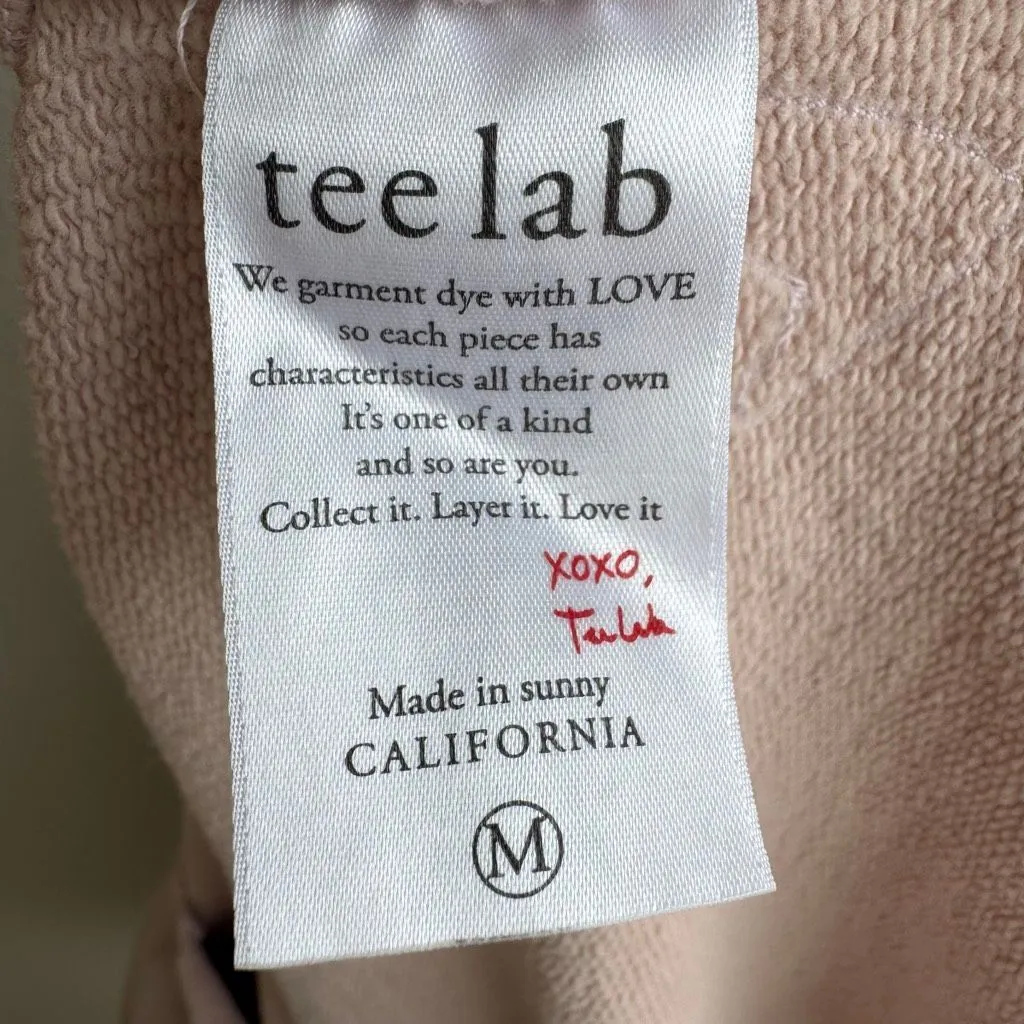 tee lab
We garment dye with LOVE
so each piece has
characteristics all their own
It's one of a kind
and so are you.
Collect it. Layer it. Love it
xoxo,
TeeLab
Made in sunny
CALIFORNIA
M